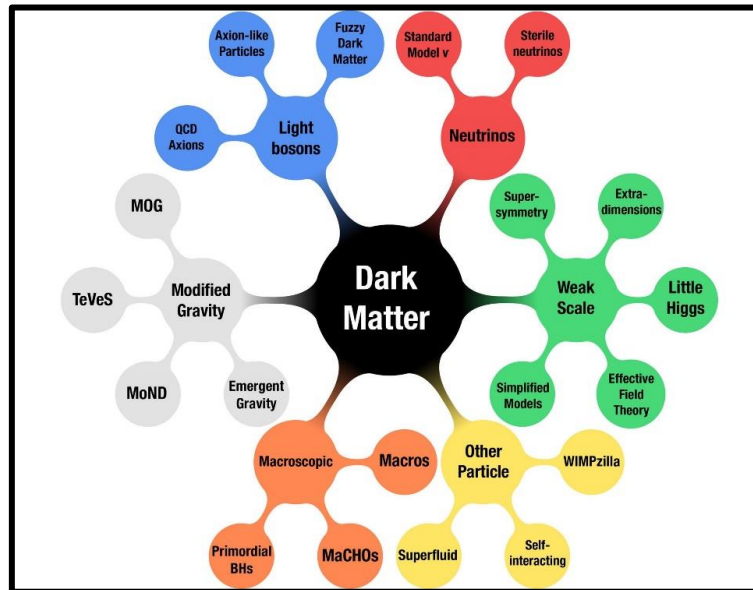 Dark
Matter
Light
bosons
QCD
Axions
Axion-like
Particles
Fuzzy
Dark
Matter
Neutrinos
Standard
Model ν
Sterile
neutrinos
Weak
Scale
Super-
symmetry
Extra-
dimensions
Little
Higgs
Effective
Field
Theory
Simplified
Models
Other
Particle
WIMPzilla
Self-
interacting
Superfluid
Macroscopic
Macros
MaCHOs
Primordial
BHs
Modified
Gravity
Emergent
Gravity
MoND
TeVeS
MOG